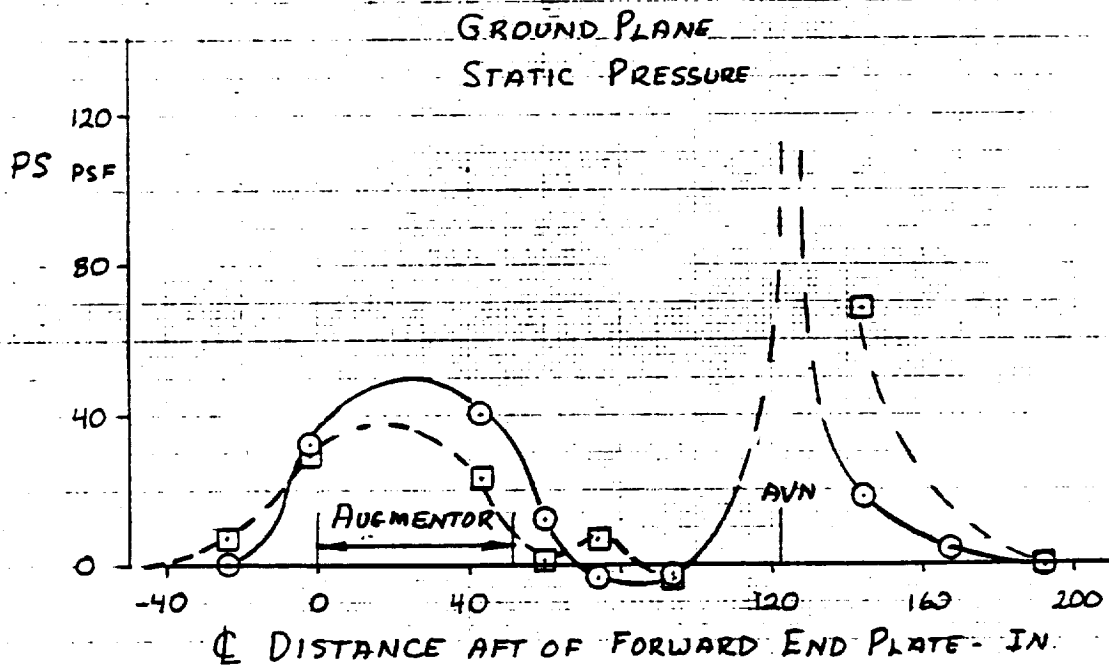 GROUND PLANE
STATIC PRESSURE
120
PS PSF
80
40
AVN
AUGMENTOR
0
-40 0 40 120 160 200
℄ DISTANCE AFT OF FORWARD END PLATE - IN.